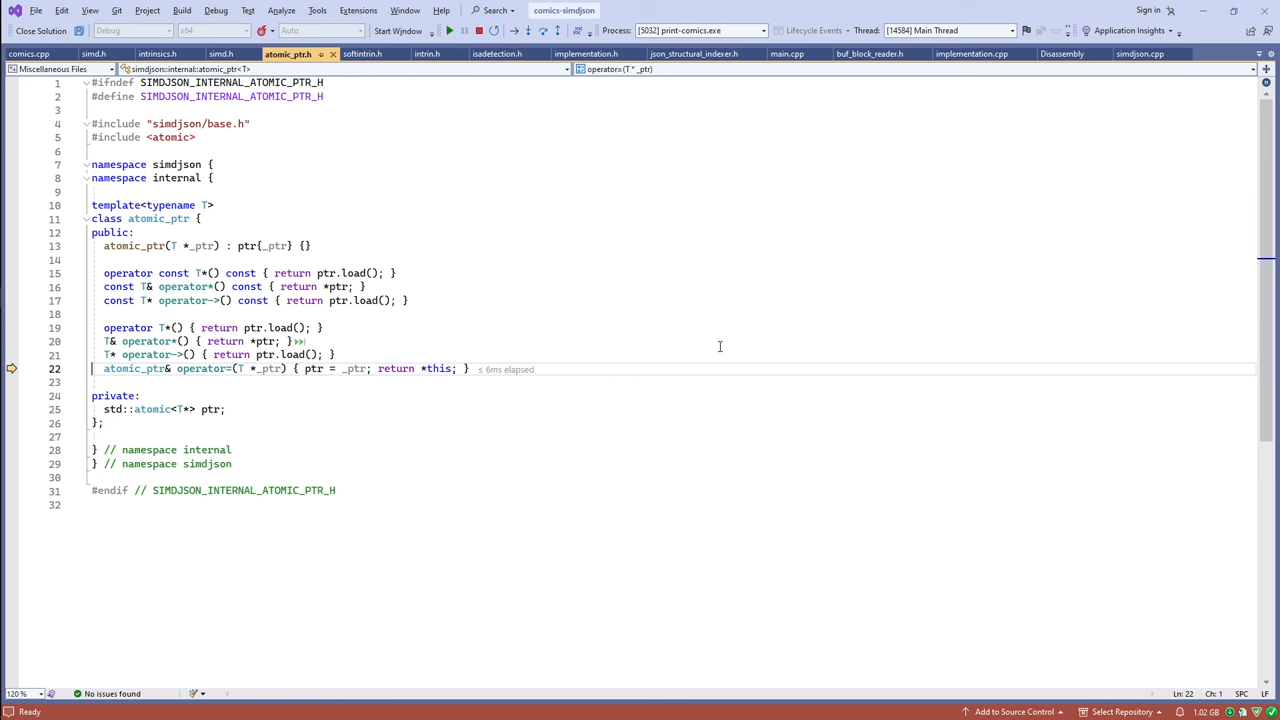 File Edit View Git Project Build Debug Test Analyze Tools Extensions Window Help Search comics-simdjson Sign in
Close Solution Debug x64 Auto Start Window Process: [5032] print-comics.exe Lifecycle Events Thread: [14584] Main Thread Application Insights
comics.cpp simd.h intrinsics.h simd.h atomic_ptr.h softintrin.h intrin.h isadetection.h implementation.h json_structural_indexer.h main.cpp buf_block_reader.h implementation.cpp Disassembly simdjson.cpp
Miscellaneous Files simdjson::internal::atomic_ptr<T> operator=(T * _ptr)
1 #ifndef SIMDJSON_INTERNAL_ATOMIC_PTR_H
2 #define SIMDJSON_INTERNAL_ATOMIC_PTR_H
3
4 #include "simdjson/base.h"
5 #include <atomic>
6
7 namespace simdjson {
8 namespace internal {
9
10 template<typename T>
11 class atomic_ptr {
12 public:
13 atomic_ptr(T *_ptr) : ptr{_ptr} {}
14
15 operator const T*() const { return ptr.load(); }
16 const T& operator*() const { return *ptr; }
17 const T* operator->() const { return ptr.load(); }
18
19 operator T*() { return ptr.load(); }
20 T& operator*() { return *ptr; }
21 T* operator->() { return ptr.load(); }
22 atomic_ptr& operator=(T *_ptr) { ptr = _ptr; return *this; } ≤ 6ms elapsed
23
24 private:
25 std::atomic<T*> ptr;
26 };
27
28 } // namespace internal
29 } // namespace simdjson
30
31 #endif // SIMDJSON_INTERNAL_ATOMIC_PTR_H
32
120 % No issues found Ln: 22 Ch: 1 SPC LF
Ready Add to Source Control Select Repository 1.02 GB